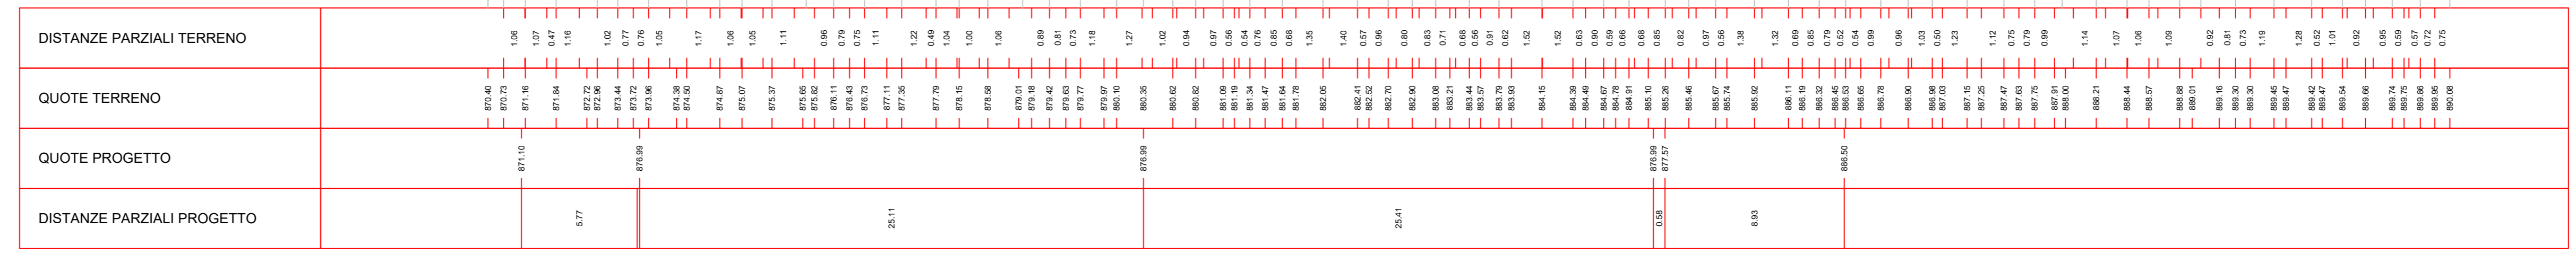 DISTANZE PARZIALI TERRENO
1.06 1.07 0.47 1.16 1.02 0.77 0.76 1.05 1.17 1.06 1.05 1.11 0.96 0.79 0.75 1.11 1.22 0.49 1.04 1.00 1.06 0.89 0.81 0.73 1.18 1.27 1.02 0.94 0.97 0.56 0.54 0.76 0.85 0.68 1.35 1.40 0.57 0.96 0.80 0.83 0.71 0.68 0.56 0.91 0.62 1.52 1.52 0.63 0.90 0.59 0.66 0.68 0.85 0.82 0.97 0.56 1.38 1.32 0.69 0.85 0.79 0.52 0.54 0.99 0.96 1.03 0.50 1.23 1.12 0.75 0.79 0.99 1.14 1.07 1.06 1.09 0.92 0.81 0.73 1.19 1.28 0.52 1.01 0.92 0.95 0.59 0.57 0.72 0.75
QUOTE TERRENO
870.40 870.73 871.16 871.84 872.72 872.96 873.44 873.72 873.96 874.38 874.50 874.87 875.07 875.37 875.65 875.82 876.11 876.43 876.73 877.11 877.35 877.79 878.15 878.58 879.01 879.18 879.42 879.63 879.77 879.97 880.10 880.35 880.62 880.82 881.09 881.19 881.34 881.47 881.64 881.78 882.05 882.41 882.52 882.70 882.90 883.08 883.21 883.44 883.57 883.79 883.93 884.15 884.39 884.49 884.67 884.78 884.91 885.10 885.26 885.46 885.67 885.74 885.92 886.11 886.19 886.32 886.45 886.53 886.65 886.78 886.90 886.98 887.03 887.15 887.25 887.47 887.63 887.75 887.91 888.00 888.21 888.44 888.57 888.88 889.01 889.16 889.30 889.30 889.45 889.47 889.42 889.47 889.54 889.66 889.74 889.75 889.86 889.95 890.08
QUOTE PROGETTO
871.10 876.99 876.99 876.99 877.57 886.50
DISTANZE PARZIALI PROGETTO
5.77 25.11 25.41 0.58 8.93